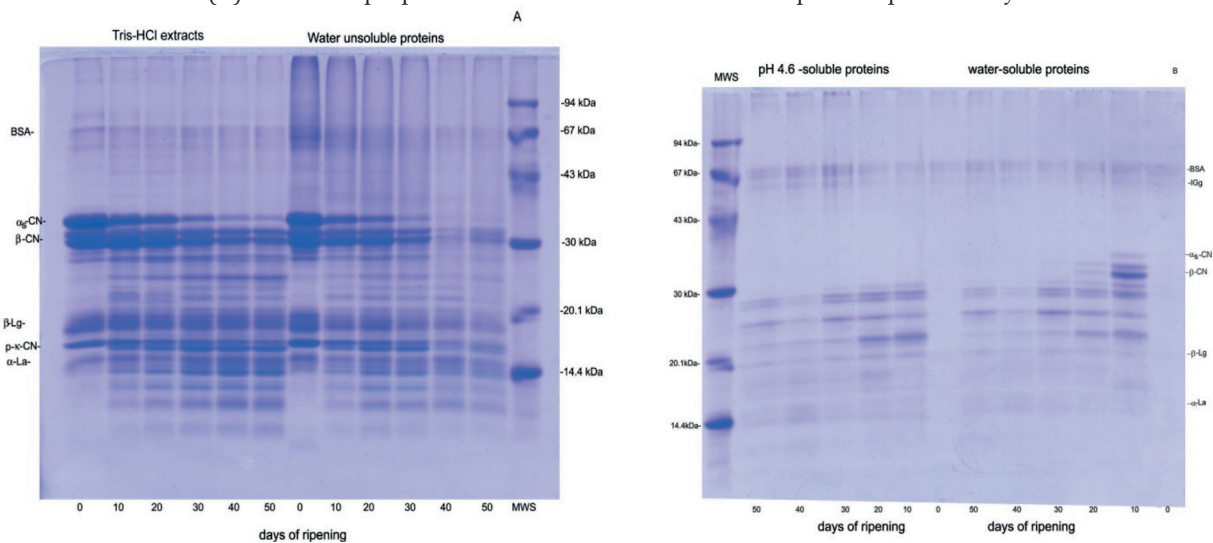 A
Tris-HCl extracts
Water unsoluble proteins
-94 kDa
BSA-
-67 kDa
-43 kDa
αs-CN-
β-CN-
-30 kDa
-20.1 kDa
β-Lg-
p-κ-CN-
α-La-
-14.4 kDa
0 10 20 30 40 50 0 10 20 30 40 50 MWS
days of ripening
MWS
pH 4.6 -soluble proteins
water-soluble proteins
B
94 kDa-
67 kDa-
-BSA
-IGg
43 kDa-
-αs-CN
-β-CN
30 kDa-
-β-Lg
20.1kDa-
-α-La
14.4kDa-
50 40 30 20 10 0 50 40 30 20 10 0
days of ripening
days of ripening